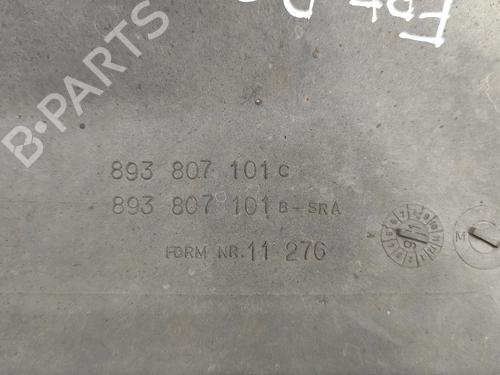 B-PARTS
893 807 101 C
893 807 101 B-SRA
FORM NR. 11 276
M